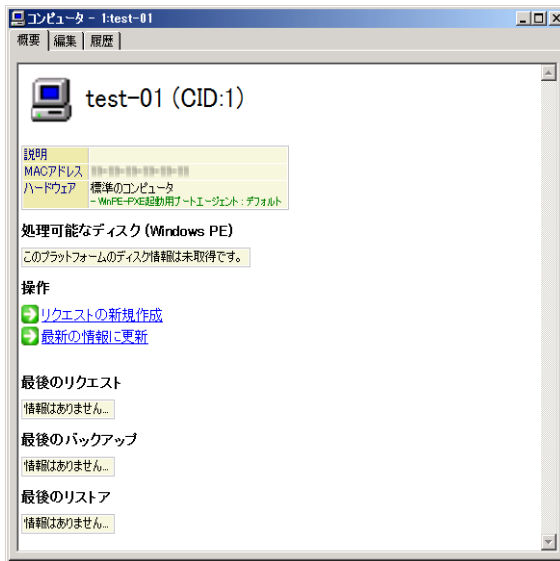 コンピュータ - 1:test-01
概要 編集 履歴
test-01 (CID:1)
説明
MACアドレス
ハードウェア 標準のコンピュータ
- WinPE-PXE起動用ブートエージェント : デフォルト
処理可能なディスク (Windows PE)
このプラットフォームのディスク情報は未取得です。
操作
リクエストの新規作成
最新の情報に更新
最後のリクエスト
情報はありません...
最後のバックアップ
情報はありません...
最後のリストア
情報はありません...